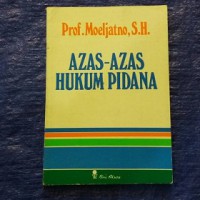 Prof. Moeljatno, S.H.
AZAS-AZAS
HUKUM PIDANA